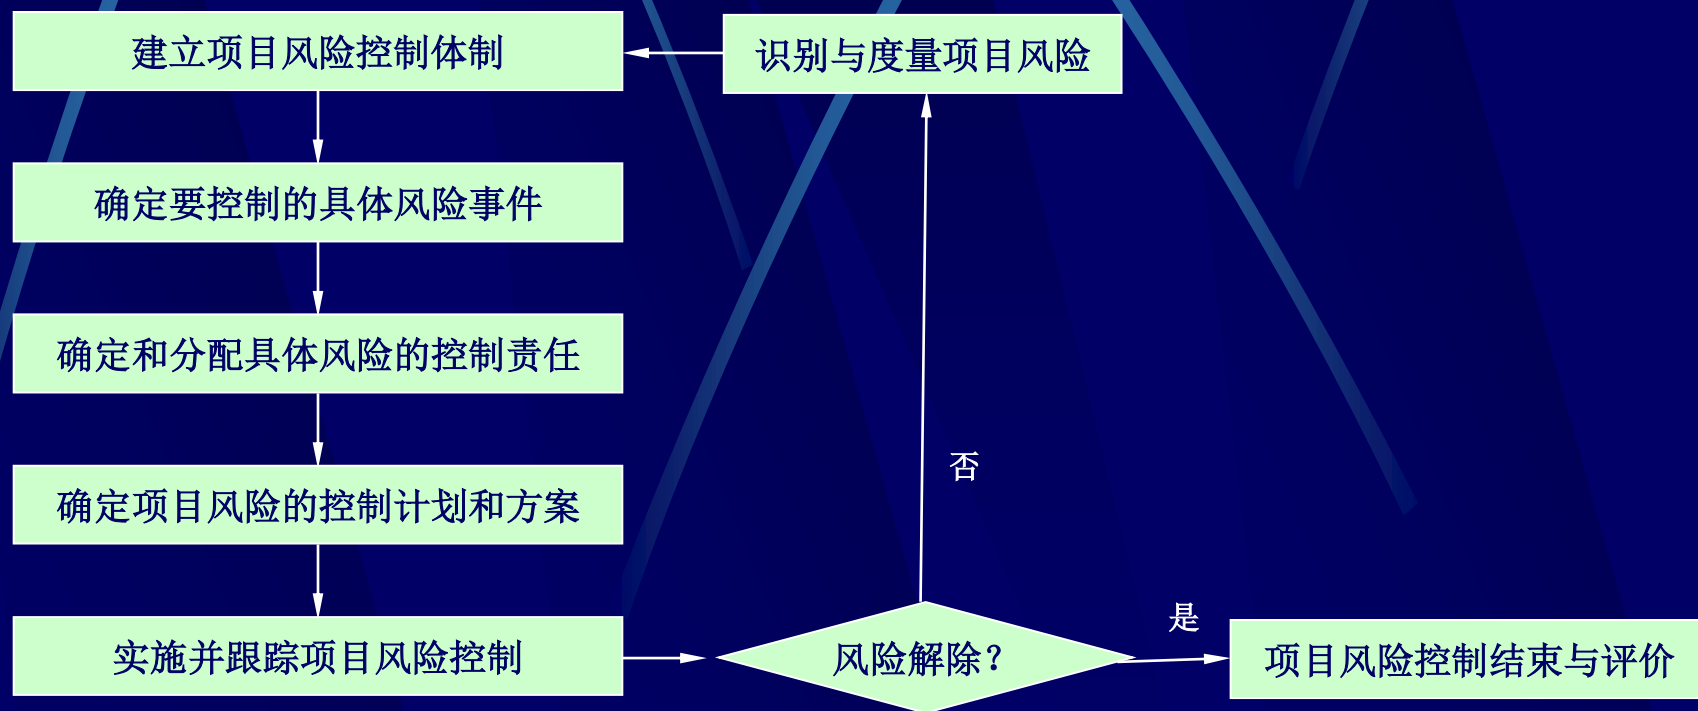 建立项目风险控制体制
识别与度量项目风险
确定要控制的具体风险事件
确定和分配具体风险的控制责任
否
确定项目风险的控制计划和方案
是
实施并跟踪项目风险控制
风险解除？
项目风险控制结束与评价